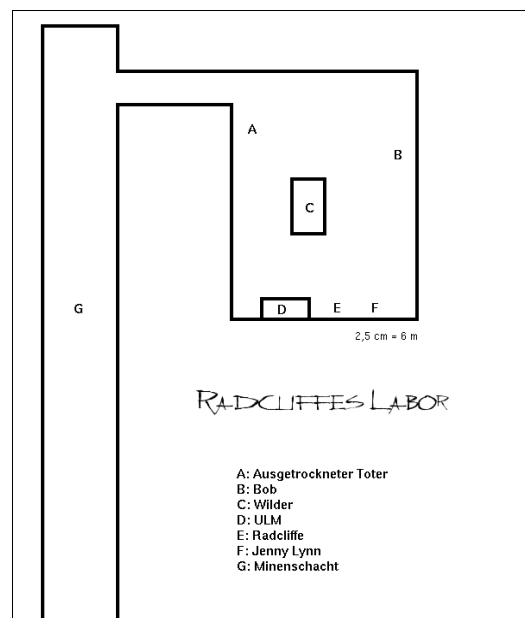 A
B
C
G
D E F
2,5 cm = 6 m
RADCLIFFES LABOR
A: Ausgetrockneter Toter
B: Bob
C: Wilder
D: ULM
E: Radcliffe
F: Jenny Lynn
G: Minenschacht